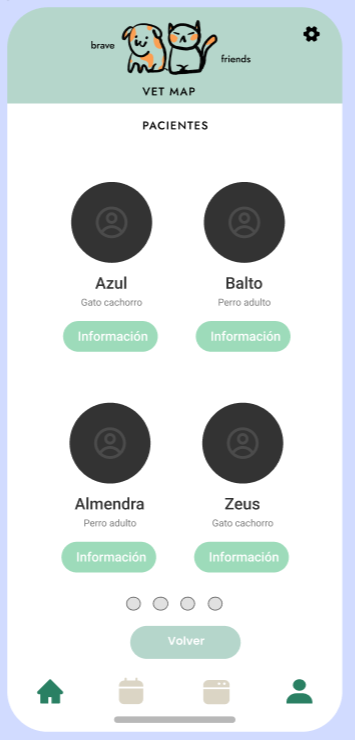 brave
friends
VET MAP
PACIENTES
Azul
Balto
Gato cachorro
Perro adulto
Información
Información
Almendra
Zeus
Perro adulto
Gato cachorro
Información
Información
Volver